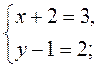 x + 2 = 3,
y − 1 = 2;